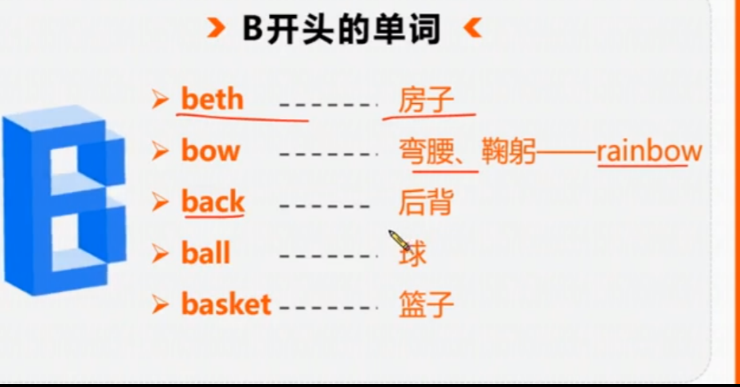 B开头的单词
beth ------- 房子
bow ------- 弯腰、鞠躬——rainbow
back ------ 后背
ball ------- 球
basket ------- 篮子